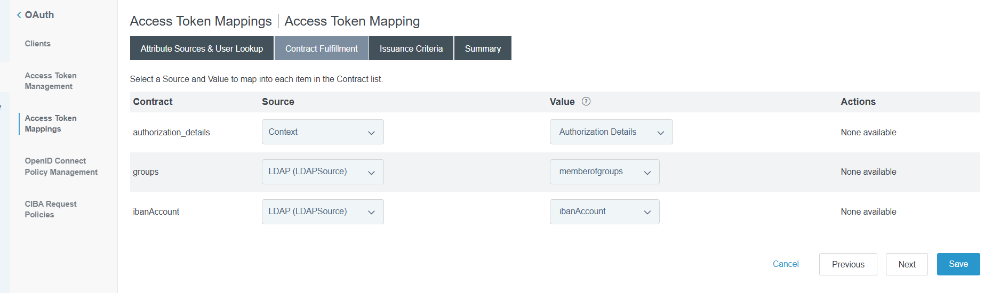 OAuth
Clients
Access Token
Management
Access Token
Mappings
OpenID Connect
Policy Management
CIBA Request
Policies
Access Token Mappings | Access Token Mapping
Attribute Sources & User Lookup Contract Fulfillment Issuance Criteria Summary
Select a Source and Value to map into each item in the Contract list.
Contract Source Value ? Actions
authorization_details Context Authorization Details None available
groups LDAP (LDAPSource) memberofgroups None available
ibanAccount LDAP (LDAPSource) ibanAccount None available
Cancel Previous Next Save